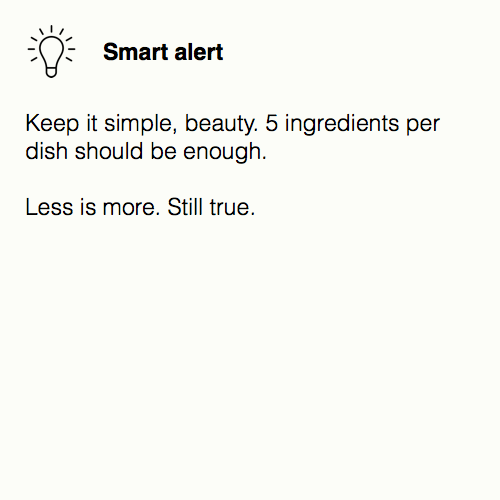 Smart alert
Keep it simple, beauty. 5 ingredients per
dish should be enough.
Less is more. Still true.